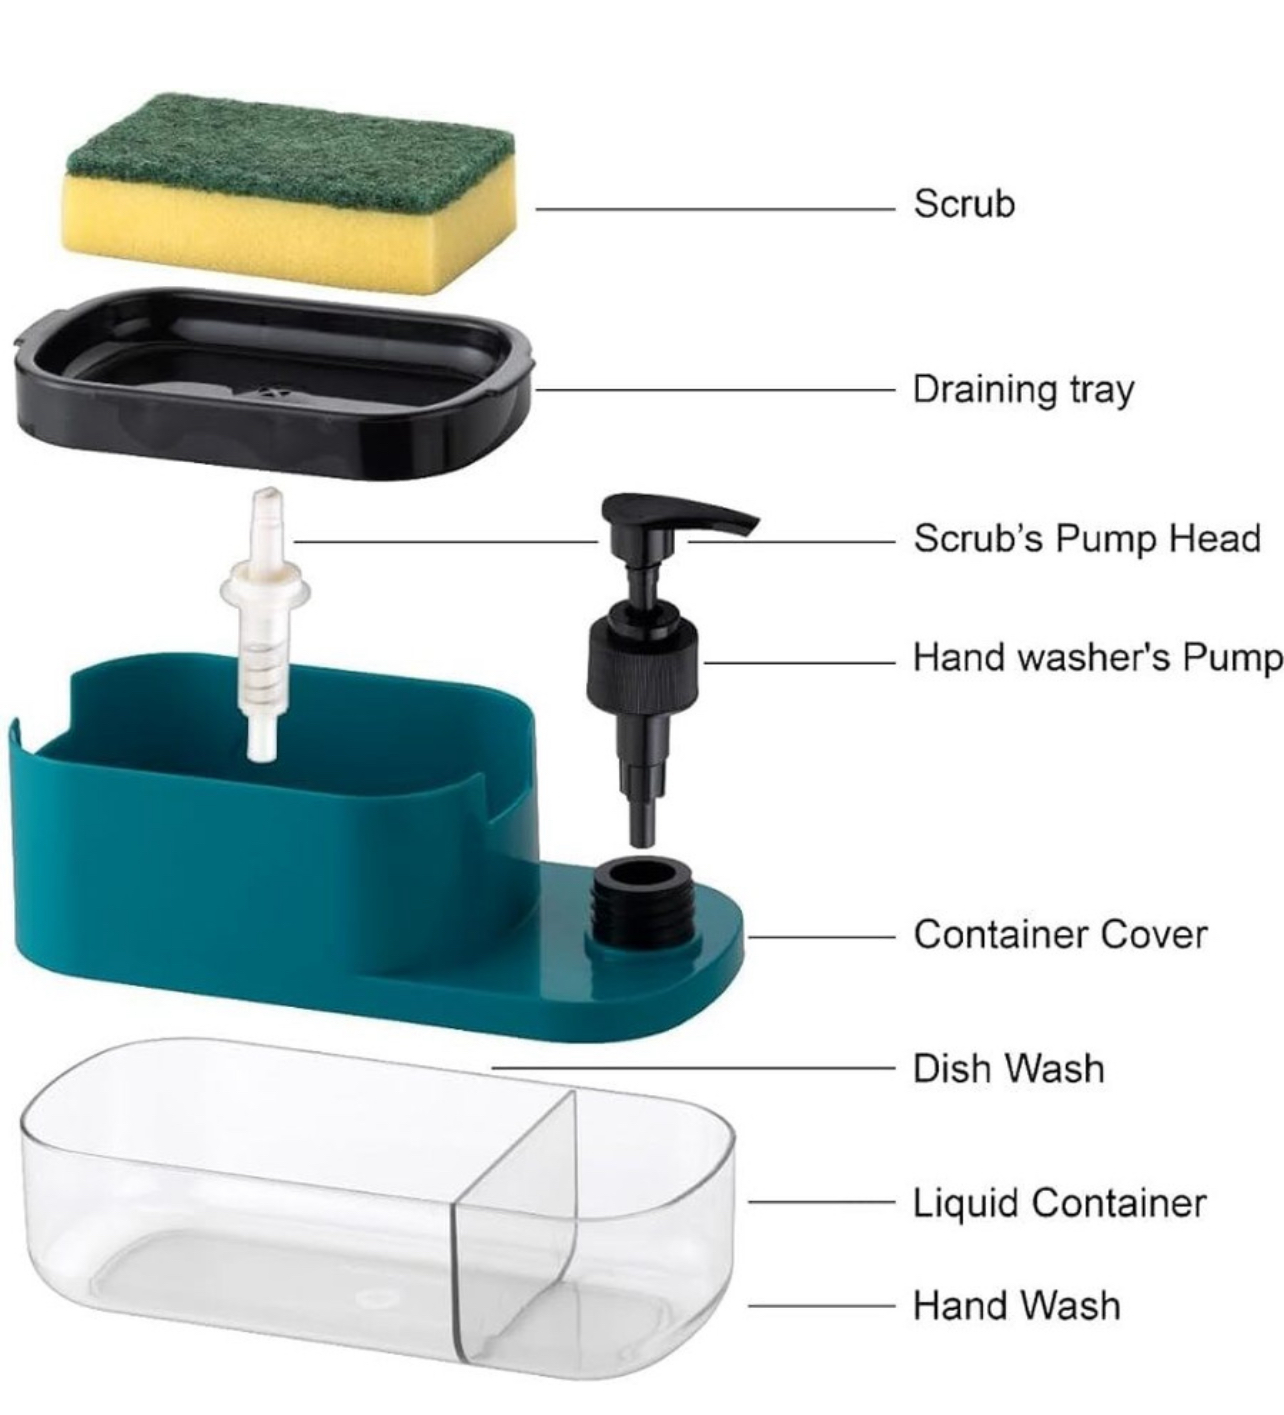 Scrub
Draining tray
Scrub’s Pump Head
Hand washer's Pump
Container Cover
Dish Wash
Liquid Container
Hand Wash